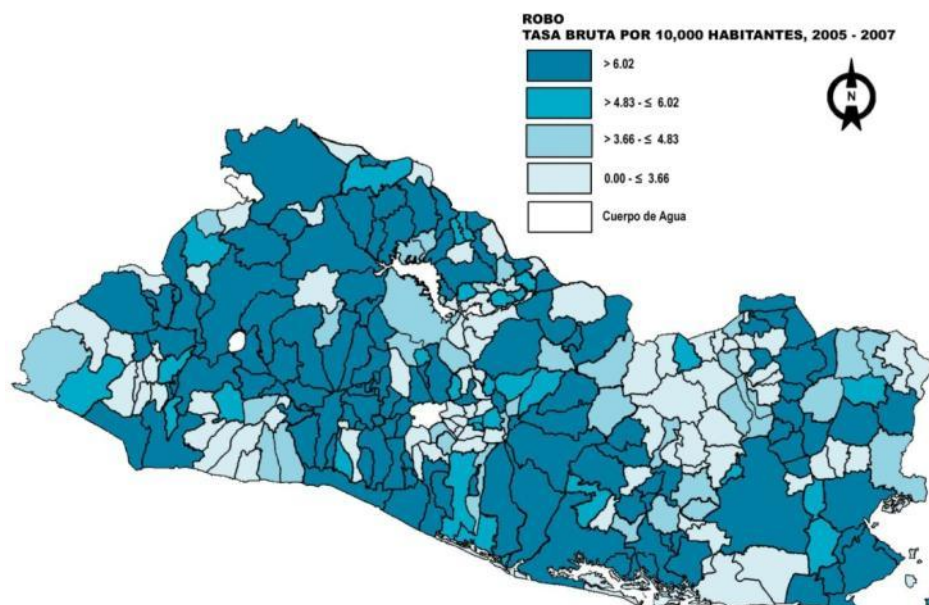 ROBO
TASA BRUTA POR 10,000 HABITANTES, 2005 - 2007
> 6.02
> 4.83 - ≤ 6.02
> 3.66 - ≤ 4.83
0.00 - ≤ 3.66
Cuerpo de Agua
N